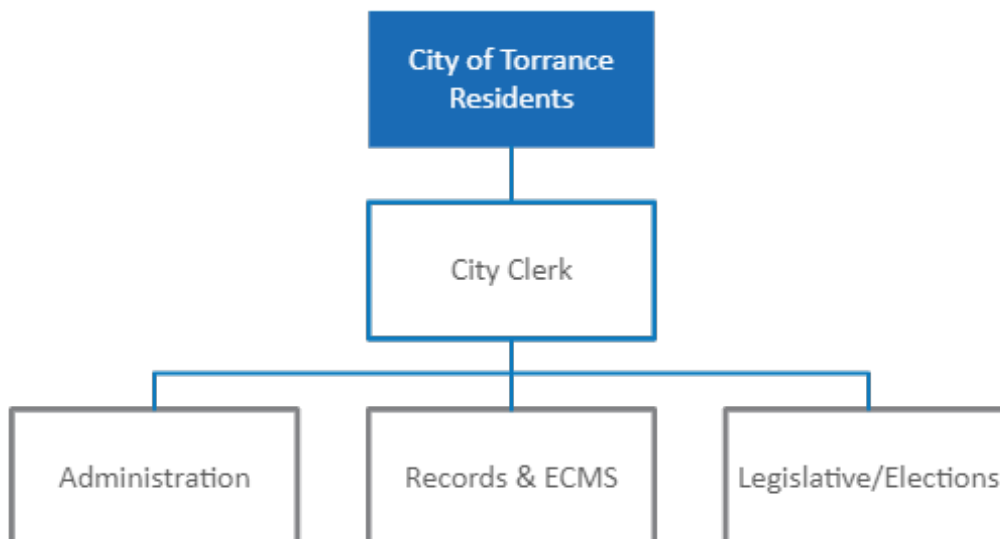 City of Torrance
Residents
City Clerk
Administration
Records & ECMS
Legislative/Elections